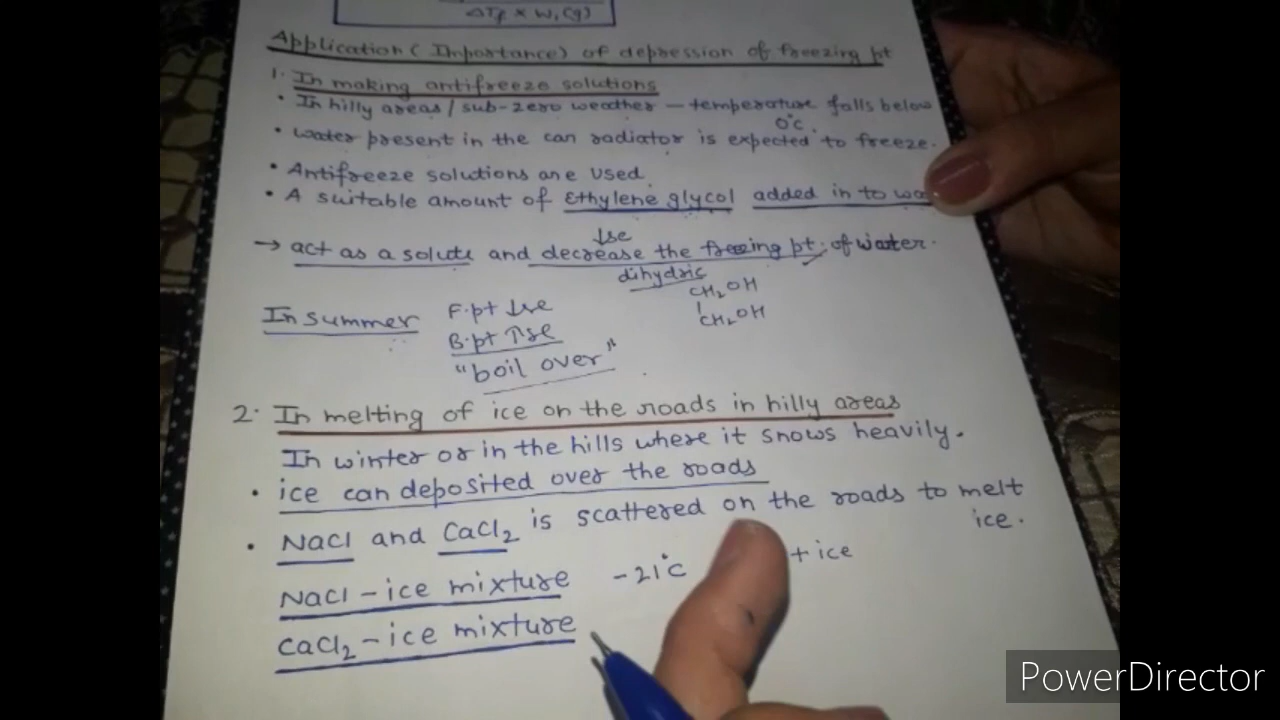 ΔTf × W₁(g)
Application (Importance) of depression of freezing pt
1. In making antifreeze solutions
• In hilly areas / sub-zero weather — temperature falls below
0°c.
• water present in the car radiator is expected to freeze.
• Antifreeze solutions are used.
• A suitable amount of Ethylene glycol added in to
↓se
→ act as a solute and decrease the freezing pt. of water.
dihydric
CH₂OH
CH₂OH
In summer
F.pt ↓se
B.pt ↑se
"boil over"
2. In melting of ice on the roads in hilly areas
In winter or in the hills where it snows heavily.
• ice can deposited over the roads
• NaCl and CaCl₂ is scattered on the roads to melt
ice.
NaCl – ice mixture -21°c + ice
CaCl₂ – ice mixture
PowerDirector